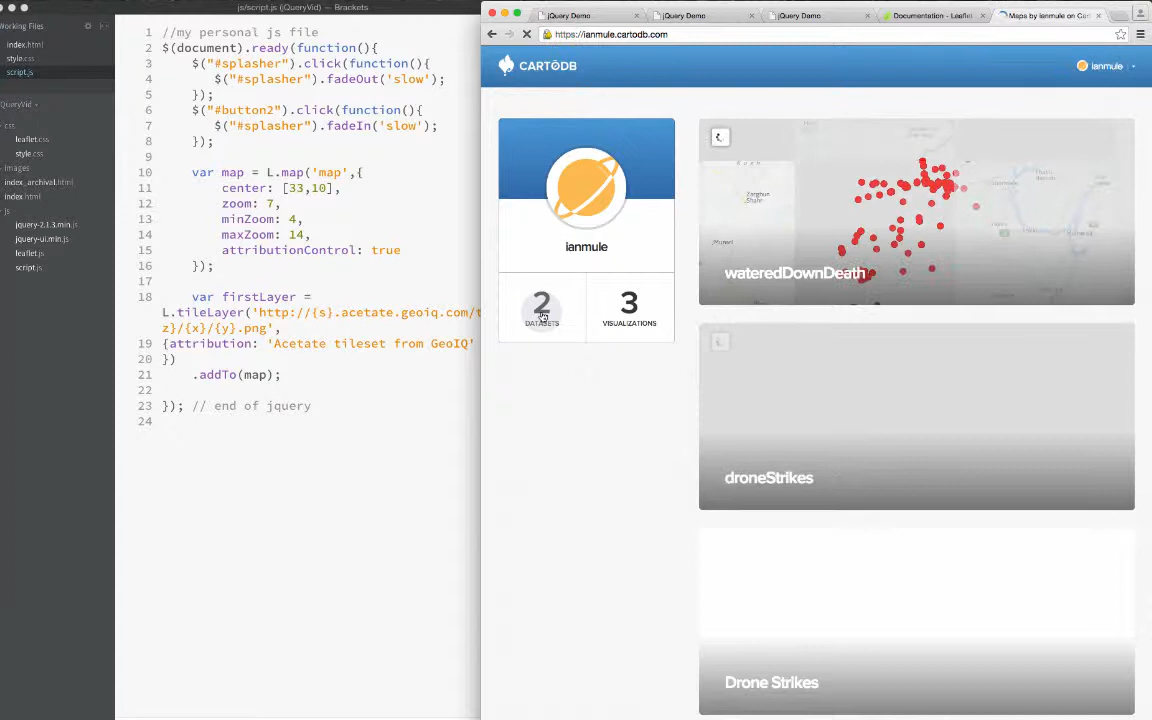 js/script.js (jQueryVid) — Brackets
Working Files
index.html
style.css
script.js
QueryVid
css
leaflet.css
style.css
images
index_archival.html
index.html
js
jquery-2.1.3.min.js
jquery-ui.min.js
leaflet.js
script.js
1 //my personal js file
2 $(document).ready(function(){
3 $("#splasher").click(function(){
4 $("#splasher").fadeOut('slow');
5 });
6 $("#button2").click(function(){
7 $("#splasher").fadeIn('slow');
8 });
9
10 var map = L.map('map',{
11 center: [33,10],
12 zoom: 7,
13 minZoom: 4,
14 maxZoom: 14,
15 attributionControl: true
16 });
17
18 var firstLayer =
L.tileLayer('http://{s}.acetate.geoiq.com/t
z}/{x}/{y}.png',
19 {attribution: 'Acetate tileset from GeoIQ'
20 })
21 .addTo(map);
22
23 }); // end of jquery
24
jQuery Demo
jQuery Demo
jQuery Demo
Documentation - Leaflet
Maps by ianmule on Car
https://ianmule.cartodb.com
CARTODB
ianmule
ianmule
2
DATASETS
3
VISUALIZATIONS
Zarghun
Share
wateredDownDeath
droneStrikes
Drone Strikes